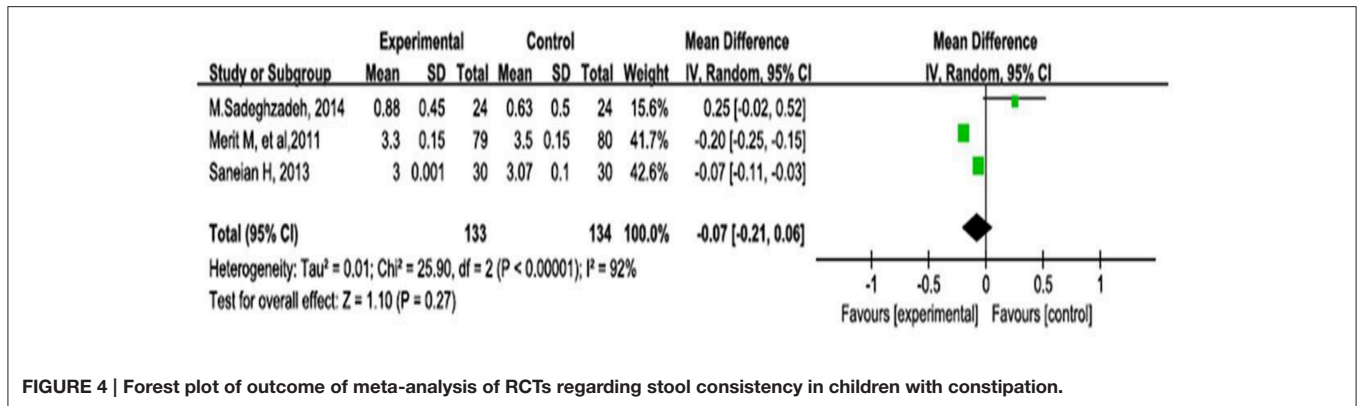 Experimental Control Mean Difference Mean Difference
Study or Subgroup Mean SD Total Mean SD Total Weight IV, Random, 95% CI IV, Random, 95% CI
M.Sadeghzadeh, 2014 0.88 0.45 24 0.63 0.5 24 15.6% 0.25 [-0.02, 0.52]
Merit M, et al,2011 3.3 0.15 79 3.5 0.15 80 41.7% -0.20 [-0.25, -0.15]
Saneian H, 2013 3 0.001 30 3.07 0.1 30 42.6% -0.07 [-0.11, -0.03]
Total (95% CI) 133 134 100.0% -0.07 [-0.21, 0.06]
Heterogeneity: Tau² = 0.01; Chi² = 25.90, df = 2 (P < 0.00001); I² = 92%
Test for overall effect: Z = 1.10 (P = 0.27)
-1 -0.5 0 0.5 1
Favours [experimental] Favours [control]
FIGURE 4 | Forest plot of outcome of meta-analysis of RCTs regarding stool consistency in children with constipation.